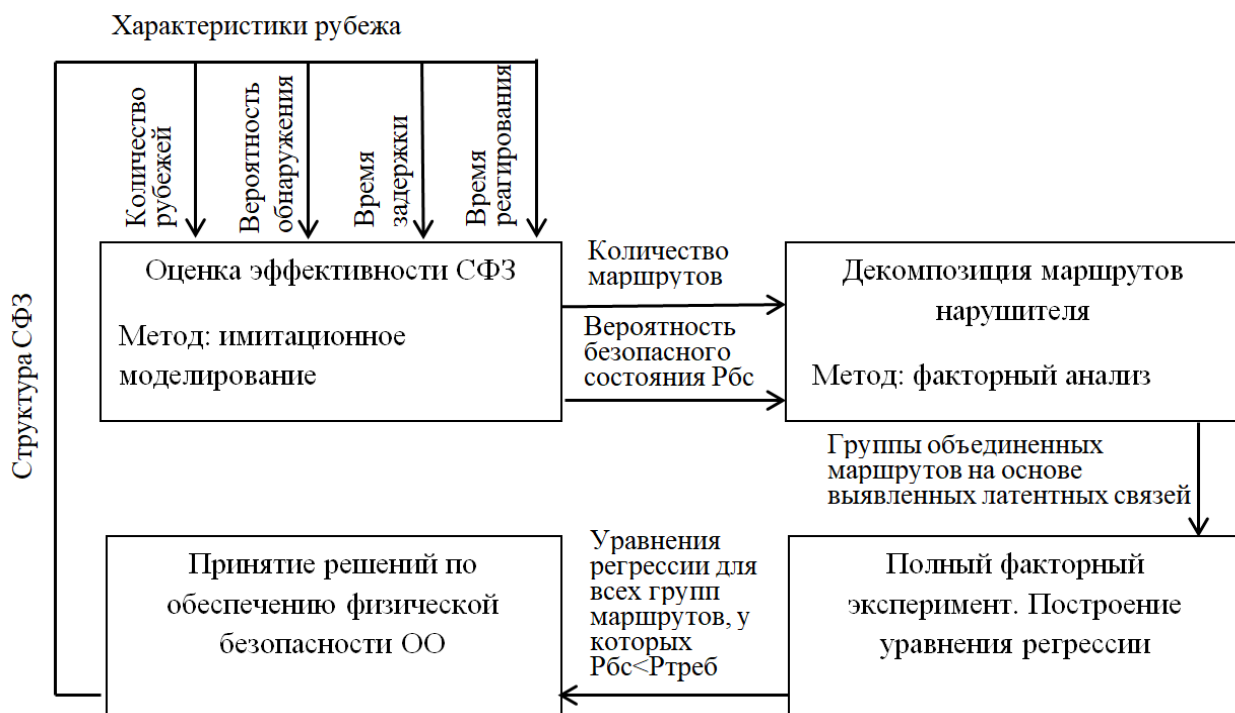 Характеристики рубежа
Количество
рубежей
Вероятность
обнаружения
Время
задержки
Время
реагирования
Структура СФЗ
Оценка эффективности СФЗ
Метод: имитационное
моделирование
Количество
маршрутов
Вероятность
безопасного
состояния Рбс
Декомпозиция маршрутов
нарушителя
Метод: факторный анализ
Группы объединенных
маршрутов на основе
выявленных латентных связей
Принятие решений по
обеспечению физической
безопасности ОО
Уравнения
регрессии для
всех групп
маршрутов, у
которых
Рбс<Ртреб
Полный факторный
эксперимент. Построение
уравнения регрессии